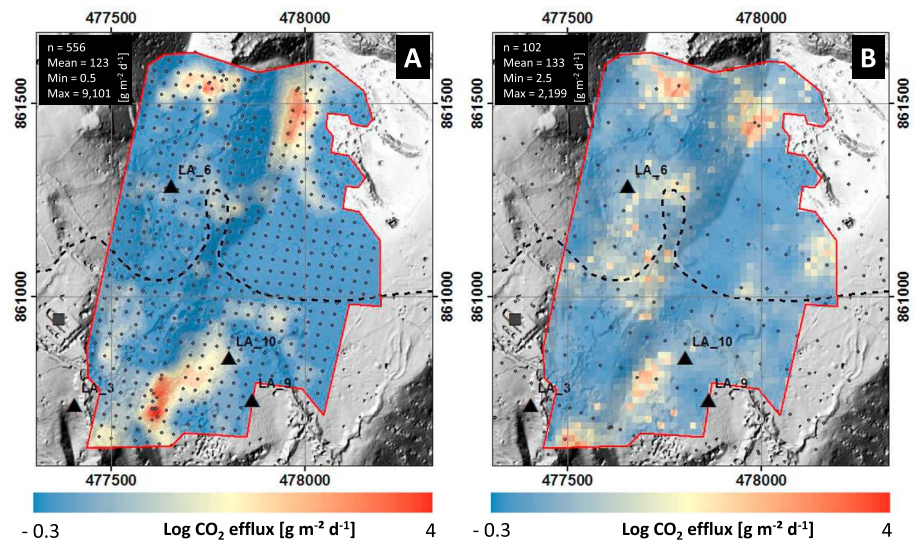 477500 478000
477500 478000
n = 556
Mean = 123
Min = 0.5
Max = 9,101
[g m⁻² d⁻¹]
A
n = 102
Mean = 133
Min = 2.5
Max = 2,199
[g m⁻² d⁻¹]
B
861500
861500
861500
LA_6
LA_6
861000
861000
861000
LA_10
LA_10
LA_3
LA_9
LA_3
LA_9
477500 478000
477500 478000
- 0.3 Log CO₂ efflux [g m⁻² d⁻¹] 4
- 0.3 Log CO₂ efflux [g m⁻² d⁻¹] 4